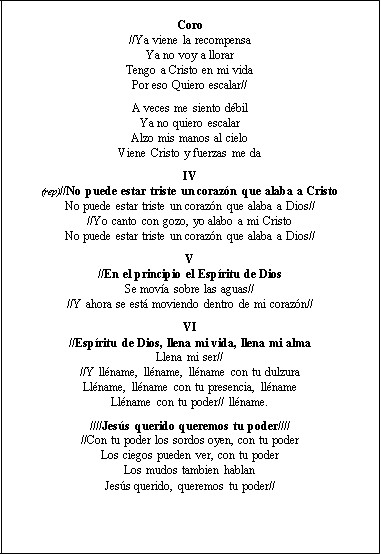 Coro
//Ya viene la recompensa
Ya no voy a llorar
Tengo a Cristo en mi vida
Por eso Quiero escalar//
A veces me siento débil
Ya no quiero escalar
Alzo mis manos al cielo
Viene Cristo y fuerzas me da
IV
(rep)//No puede estar triste un corazón que alaba a Cristo
No puede estar triste un corazón que alaba a Dios//
//Yo canto con gozo, yo alabo a mi Cristo
No puede estar triste un corazón que alaba a Dios//
V
//En el principio el Espíritu de Dios
Se movía sobre las aguas//
//Y ahora se está moviendo dentro de mi corazón//
VI
//Espíritu de Dios, llena mi vida, llena mi alma
Llena mi ser//
//Y lléname, lléname, lléname con tu dulzura
Lléname, lléname con tu presencia, lléname
Lléname con tu poder// lléname.
////Jesús querido queremos tu poder////
//Con tu poder los sordos oyen, con tu poder
Los ciegos pueden ver, con tu poder
Los mudos tambien hablan
Jesús querido, queremos tu poder//